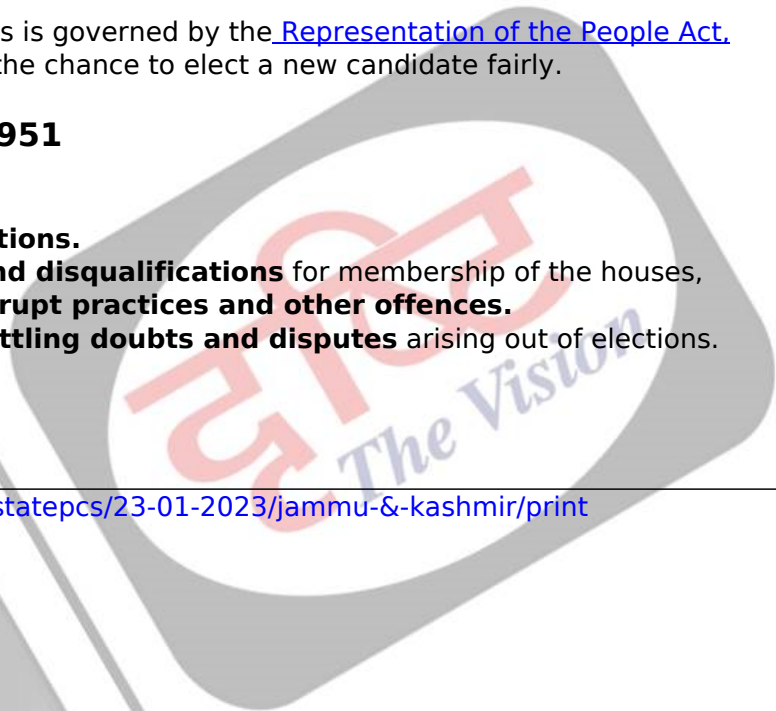 s is governed by the Representation of the People Act,
the chance to elect a new candidate fairly.
951
tions.
nd disqualifications for membership of the houses,
rupt practices and other offences.
ttling doubts and disputes arising out of elections.
दृष्टि
The Vision
statepcs/23-01-2023/jammu-&-kashmir/print